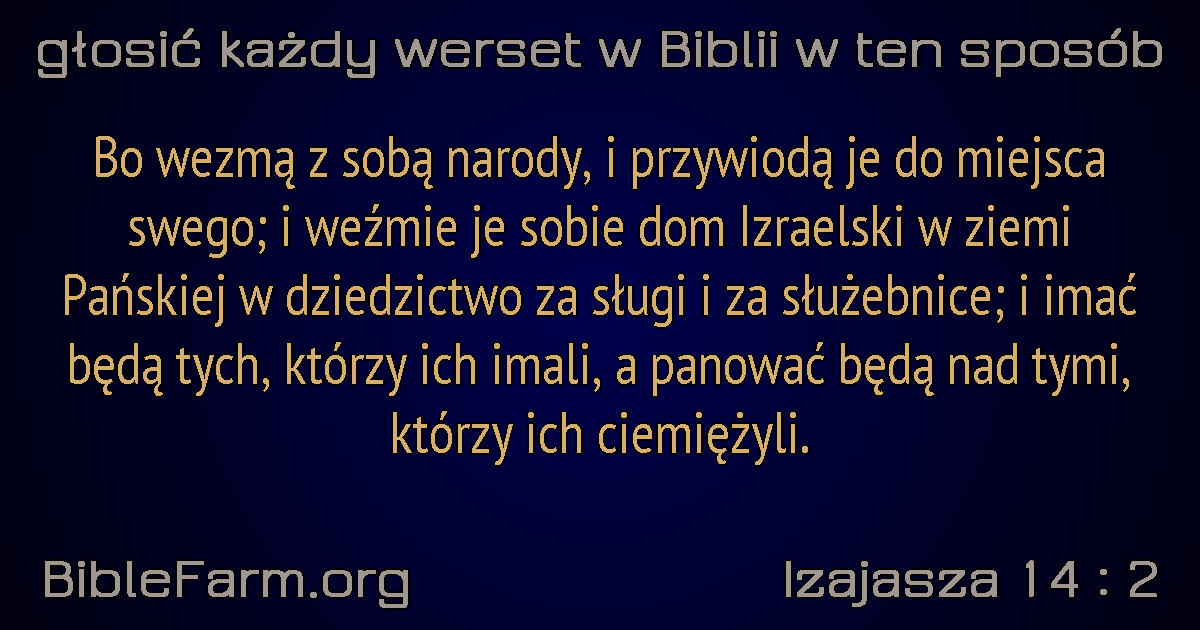 głosić każdy werset w Biblii w ten sposób
Bo wezmą z sobą narody, i przywiodą je do miejsca
swego; i weźmie je sobie dom Izraelski w ziemi
Pańskiej w dziedzictwo za sługi i za służebnice; i imać
będą tych, którzy ich imali, a panować będą nad tymi,
którzy ich ciemiężyli.
BibleFarm.org
Izajasza 14 : 2